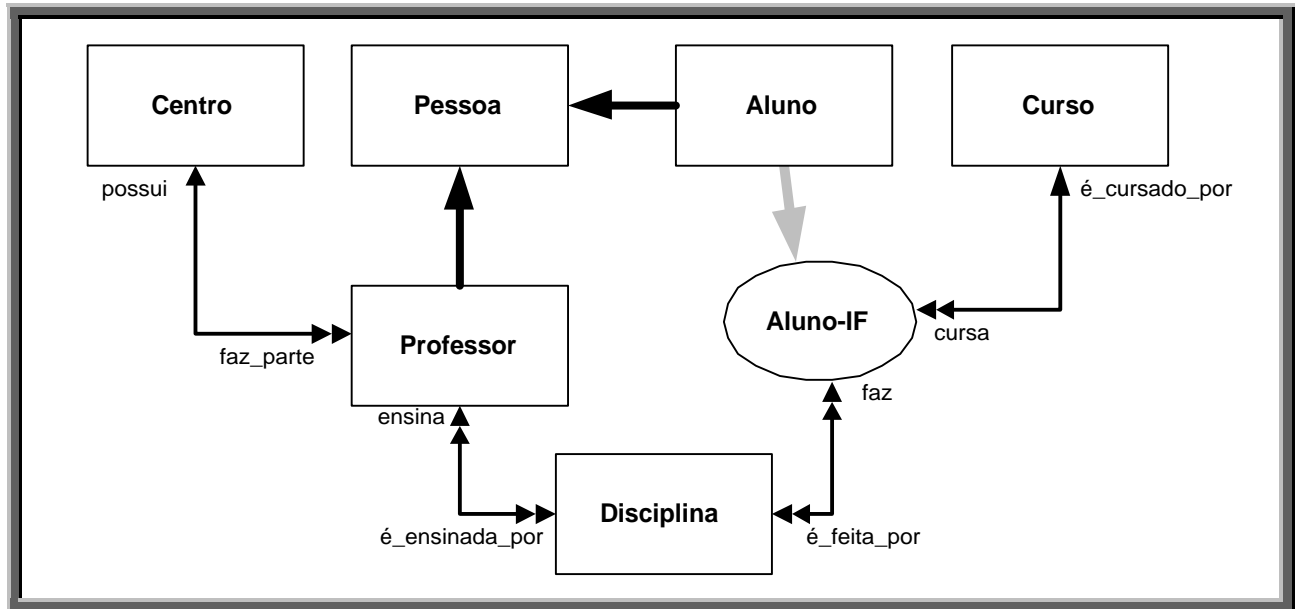 Centro
Pessoa
Aluno
Curso
possui
é_cursado_por
Aluno-IF
cursa
Professor
faz_parte
faz
ensina
Disciplina
é_ensinada_por
é_feita_por